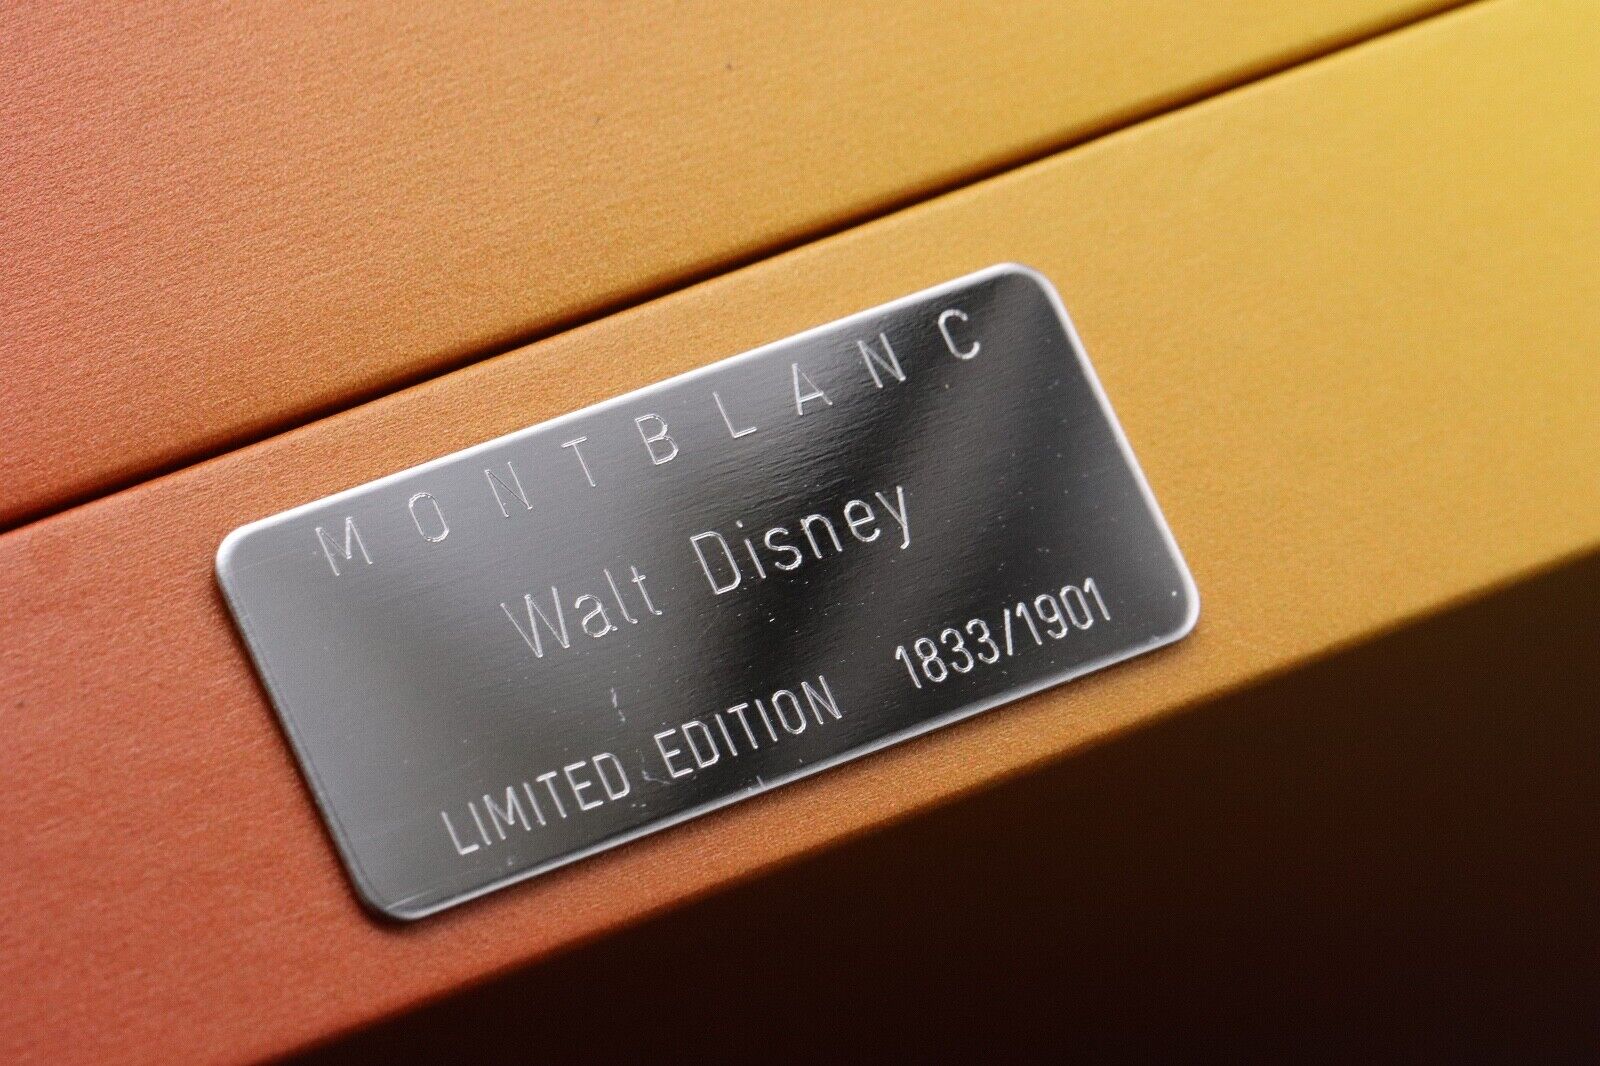 MONTBLANC
Walt Disney
LIMITED EDITION 1833/1901